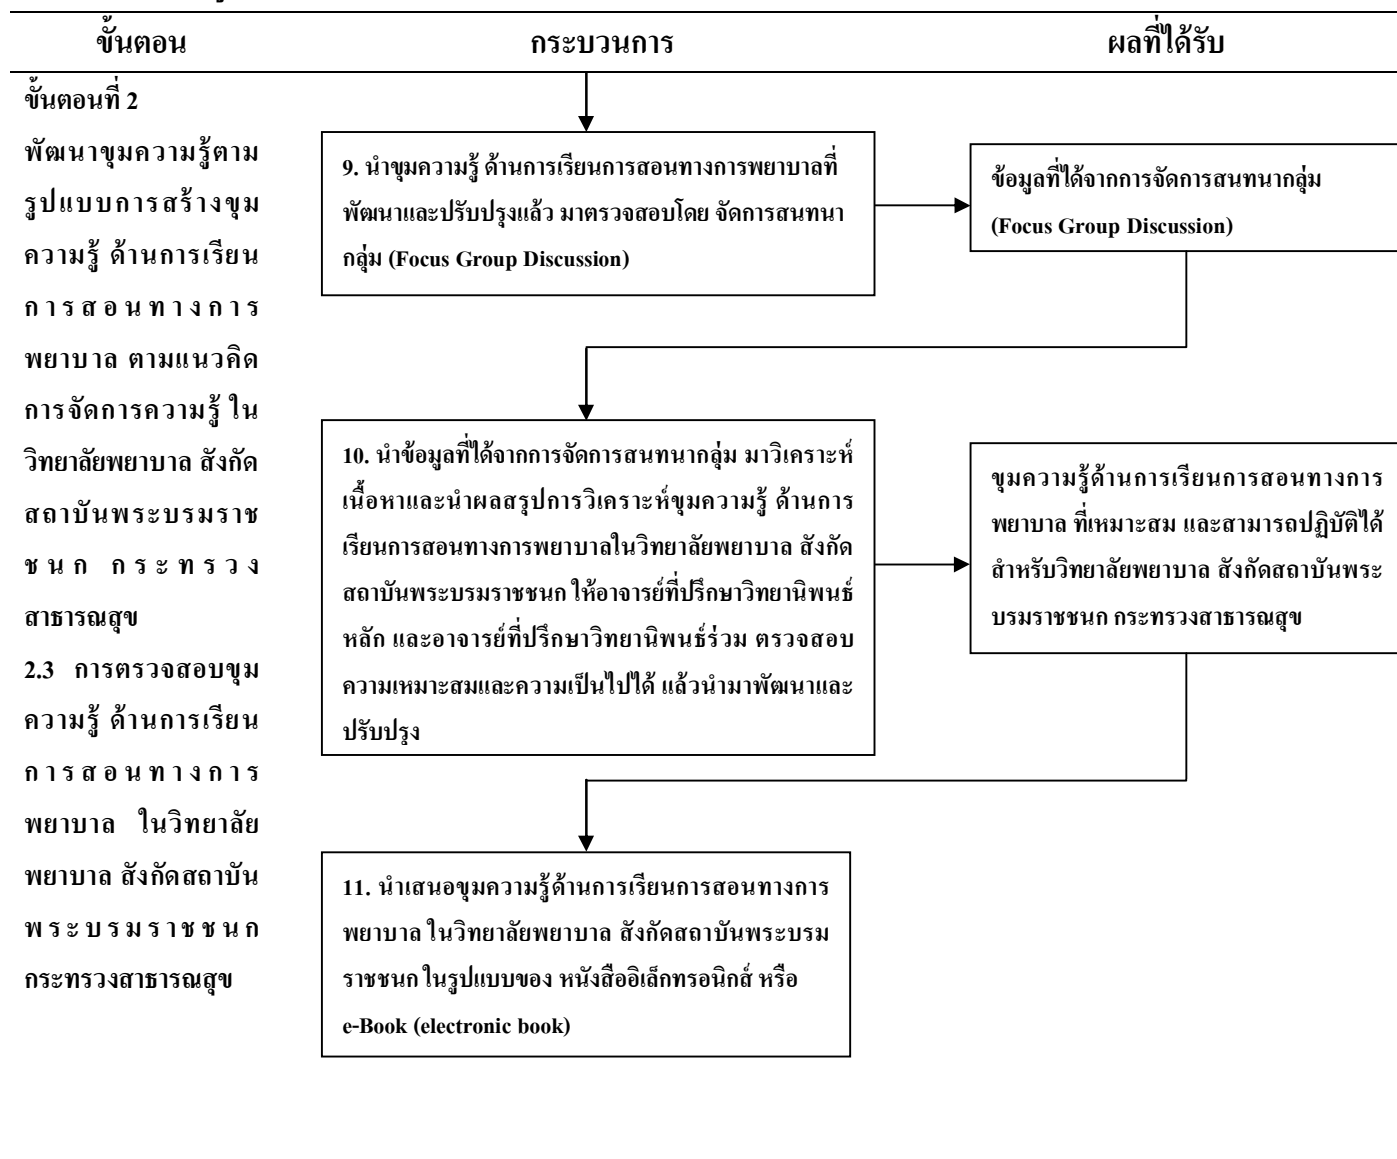 ขั้นตอน
กระบวนการ
ผลที่ได้รับ
ขั้นตอนที่ 2
พัฒนาขุมความรู้ตาม
รูปแบบการสร้างขุม
ความรู้ ด้านการเรียน
การสอนทางการ
พยาบาล ตามแนวคิด
การจัดการความรู้ ใน
วิทยาลัยพยาบาล สังกัด
สถาบันพระบรมราช
ชนก กระทรวง
สาธารณสุข
2.3 การตรวจสอบขุม
ความรู้ ด้านการเรียน
การสอนทางการ
พยาบาล ในวิทยาลัย
พยาบาล สังกัดสถาบัน
พระบรมราชชนก
กระทรวงสาธารณสุข
9. นำขุมความรู้ ด้านการเรียนการสอนทางการพยาบาลที่
พัฒนาและปรับปรุงแล้ว มาตรวจสอบโดย จัดการสนทนา
กลุ่ม (Focus Group Discussion)
ข้อมูลที่ได้จากการจัดการสนทนากลุ่ม
(Focus Group Discussion)
10. นำข้อมูลที่ได้จากการจัดการสนทนากลุ่ม มาวิเคราะห์
เนื้อหาและนำผลสรุปการวิเคราะห์ขุมความรู้ ด้านการ
เรียนการสอนทางการพยาบาลในวิทยาลัยพยาบาล สังกัด
สถาบันพระบรมราชชนก ให้อาจารย์ที่ปรึกษาวิทยานิพนธ์
หลัก และอาจารย์ที่ปรึกษาวิทยานิพนธ์ร่วม ตรวจสอบ
ความเหมาะสมและความเป็นไปได้ แล้วนำมาพัฒนาและ
ปรับปรุง
ขุมความรู้ด้านการเรียนการสอนทางการ
พยาบาล ที่เหมาะสม และสามารถปฏิบัติได้
สำหรับวิทยาลัยพยาบาล สังกัดสถาบันพระ
บรมราชชนก กระทรวงสาธารณสุข
11. นำเสนอขุมความรู้ด้านการเรียนการสอนทางการ
พยาบาล ในวิทยาลัยพยาบาล สังกัดสถาบันพระบรม
ราชชนก ในรูปแบบของ หนังสืออิเล็กทรอนิกส์ หรือ
e-Book (electronic book)